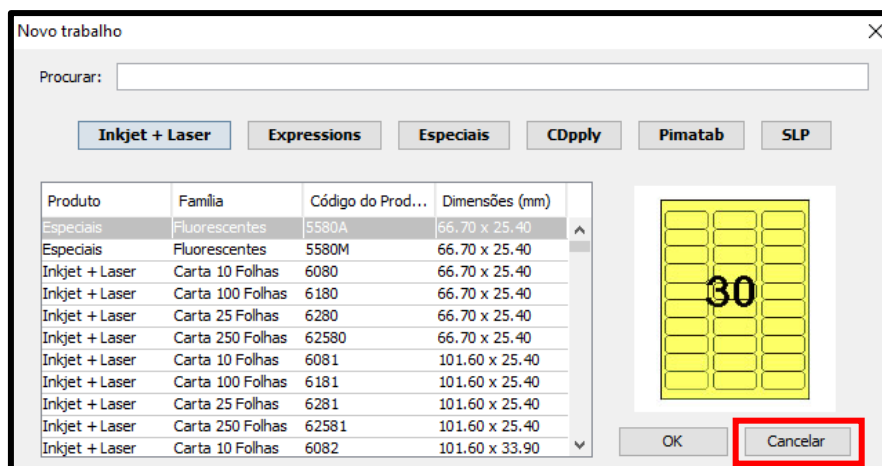 Novo trabalho
Procurar:
Inkjet + Laser Expressions Especiais CDpply Pimatab SLP
Produto Família Código do Prod... Dimensões (mm)
Especiais Fluorescentes 5580A 66.70 x 25.40
Especiais Fluorescentes 5580M 66.70 x 25.40
Inkjet + Laser Carta 10 Folhas 6080 66.70 x 25.40
Inkjet + Laser Carta 100 Folhas 6180 66.70 x 25.40
Inkjet + Laser Carta 25 Folhas 6280 66.70 x 25.40
Inkjet + Laser Carta 250 Folhas 62580 66.70 x 25.40
Inkjet + Laser Carta 10 Folhas 6081 101.60 x 25.40
Inkjet + Laser Carta 100 Folhas 6181 101.60 x 25.40
Inkjet + Laser Carta 25 Folhas 6281 101.60 x 25.40
Inkjet + Laser Carta 250 Folhas 62581 101.60 x 25.40
Inkjet + Laser Carta 10 Folhas 6082 101.60 x 33.90
30
OK Cancelar